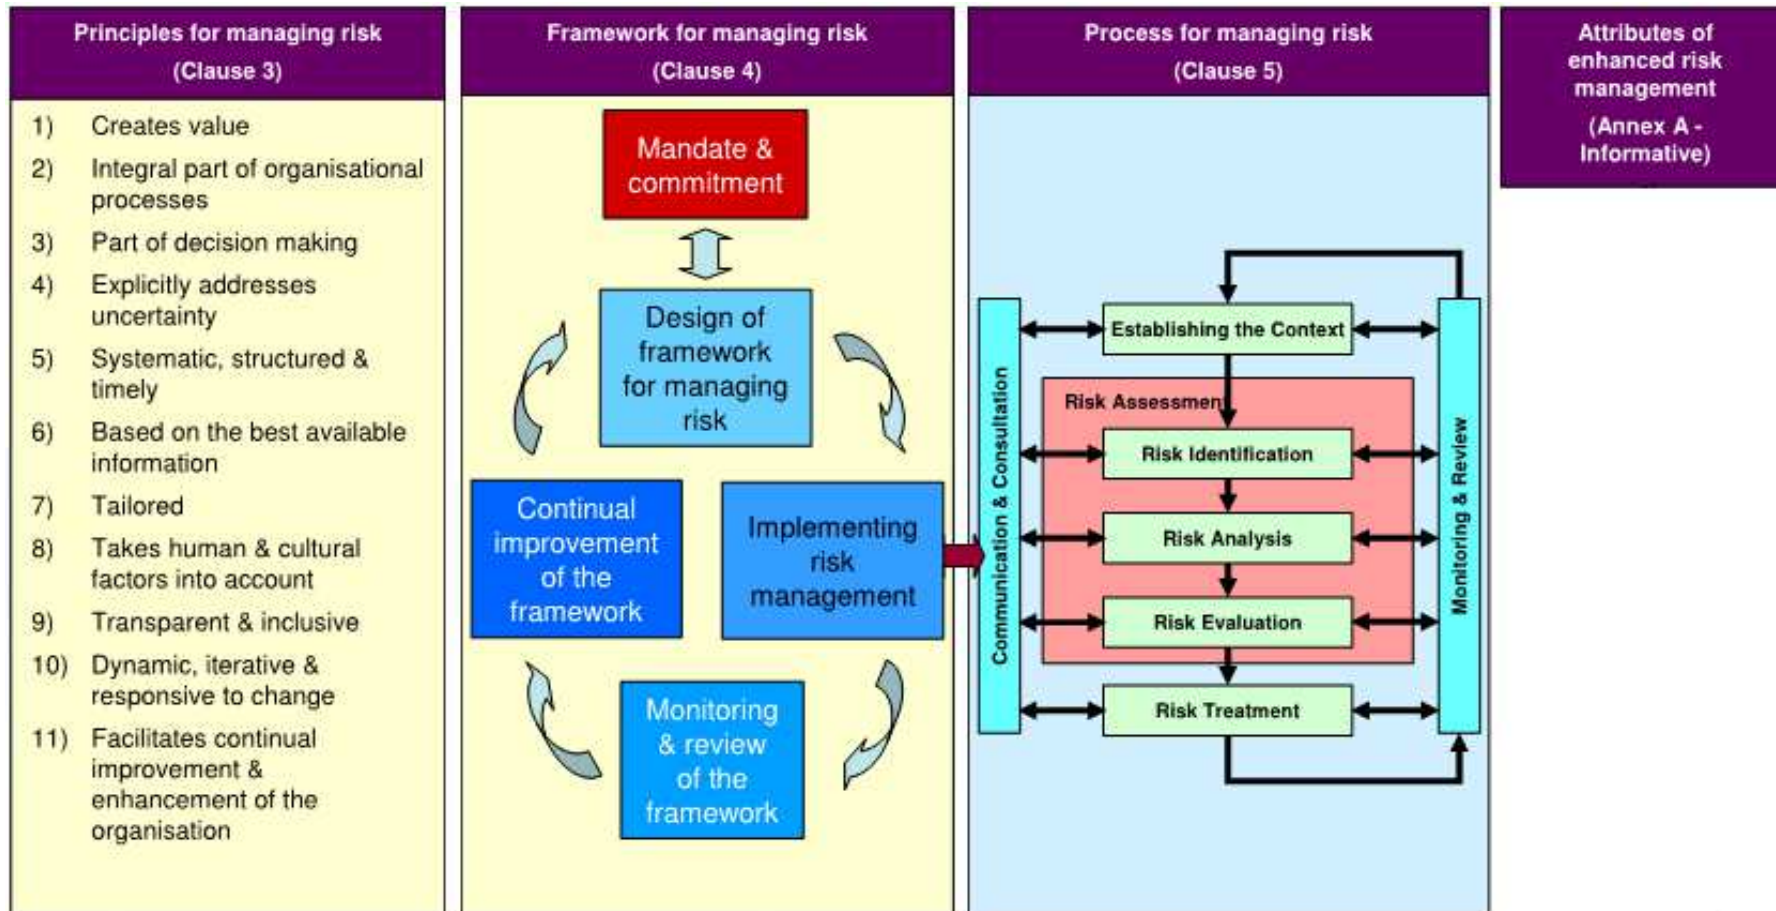 Principles for managing risk
(Clause 3)
1) Creates value
2) Integral part of organisational
processes
3) Part of decision making
4) Explicitly addresses
uncertainty
5) Systematic, structured &
timely
6) Based on the best available
information
7) Tailored
8) Takes human & cultural
factors into account
9) Transparent & inclusive
10) Dynamic, iterative &
responsive to change
11) Facilitates continual
improvement &
enhancement of the
organisation
Framework for managing risk
(Clause 4)
Mandate &
commitment
Design of
framework
for managing
risk
Continual
improvement
of the
framework
Implementing
risk
management
Monitoring
& review
of the
framework
Process for managing risk
(Clause 5)
Communication & Consultation
Establishing the Context
Risk Assessment
Risk Identification
Risk Analysis
Risk Evaluation
Risk Treatment
Monitoring & Review
Attributes of
enhanced risk
management
(Annex A -
Informative)